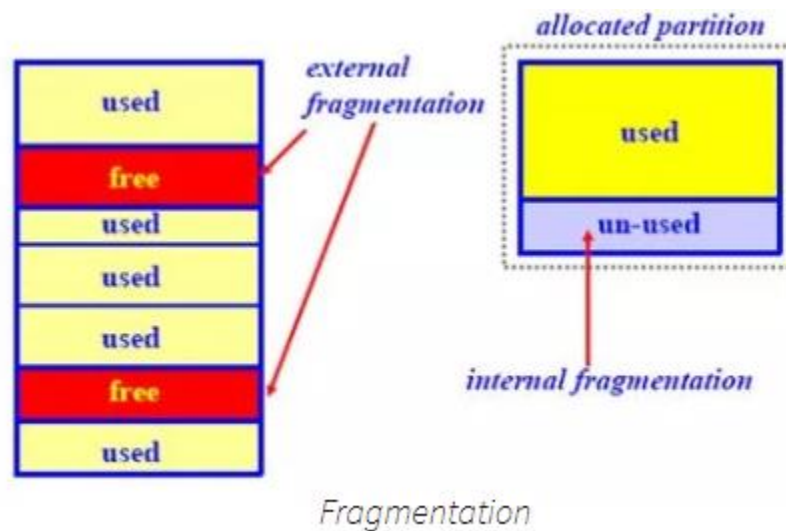 used
free
used
used
used
free
used
external
fragmentation
allocated partition
used
un-used
internal fragmentation
Fragmentation